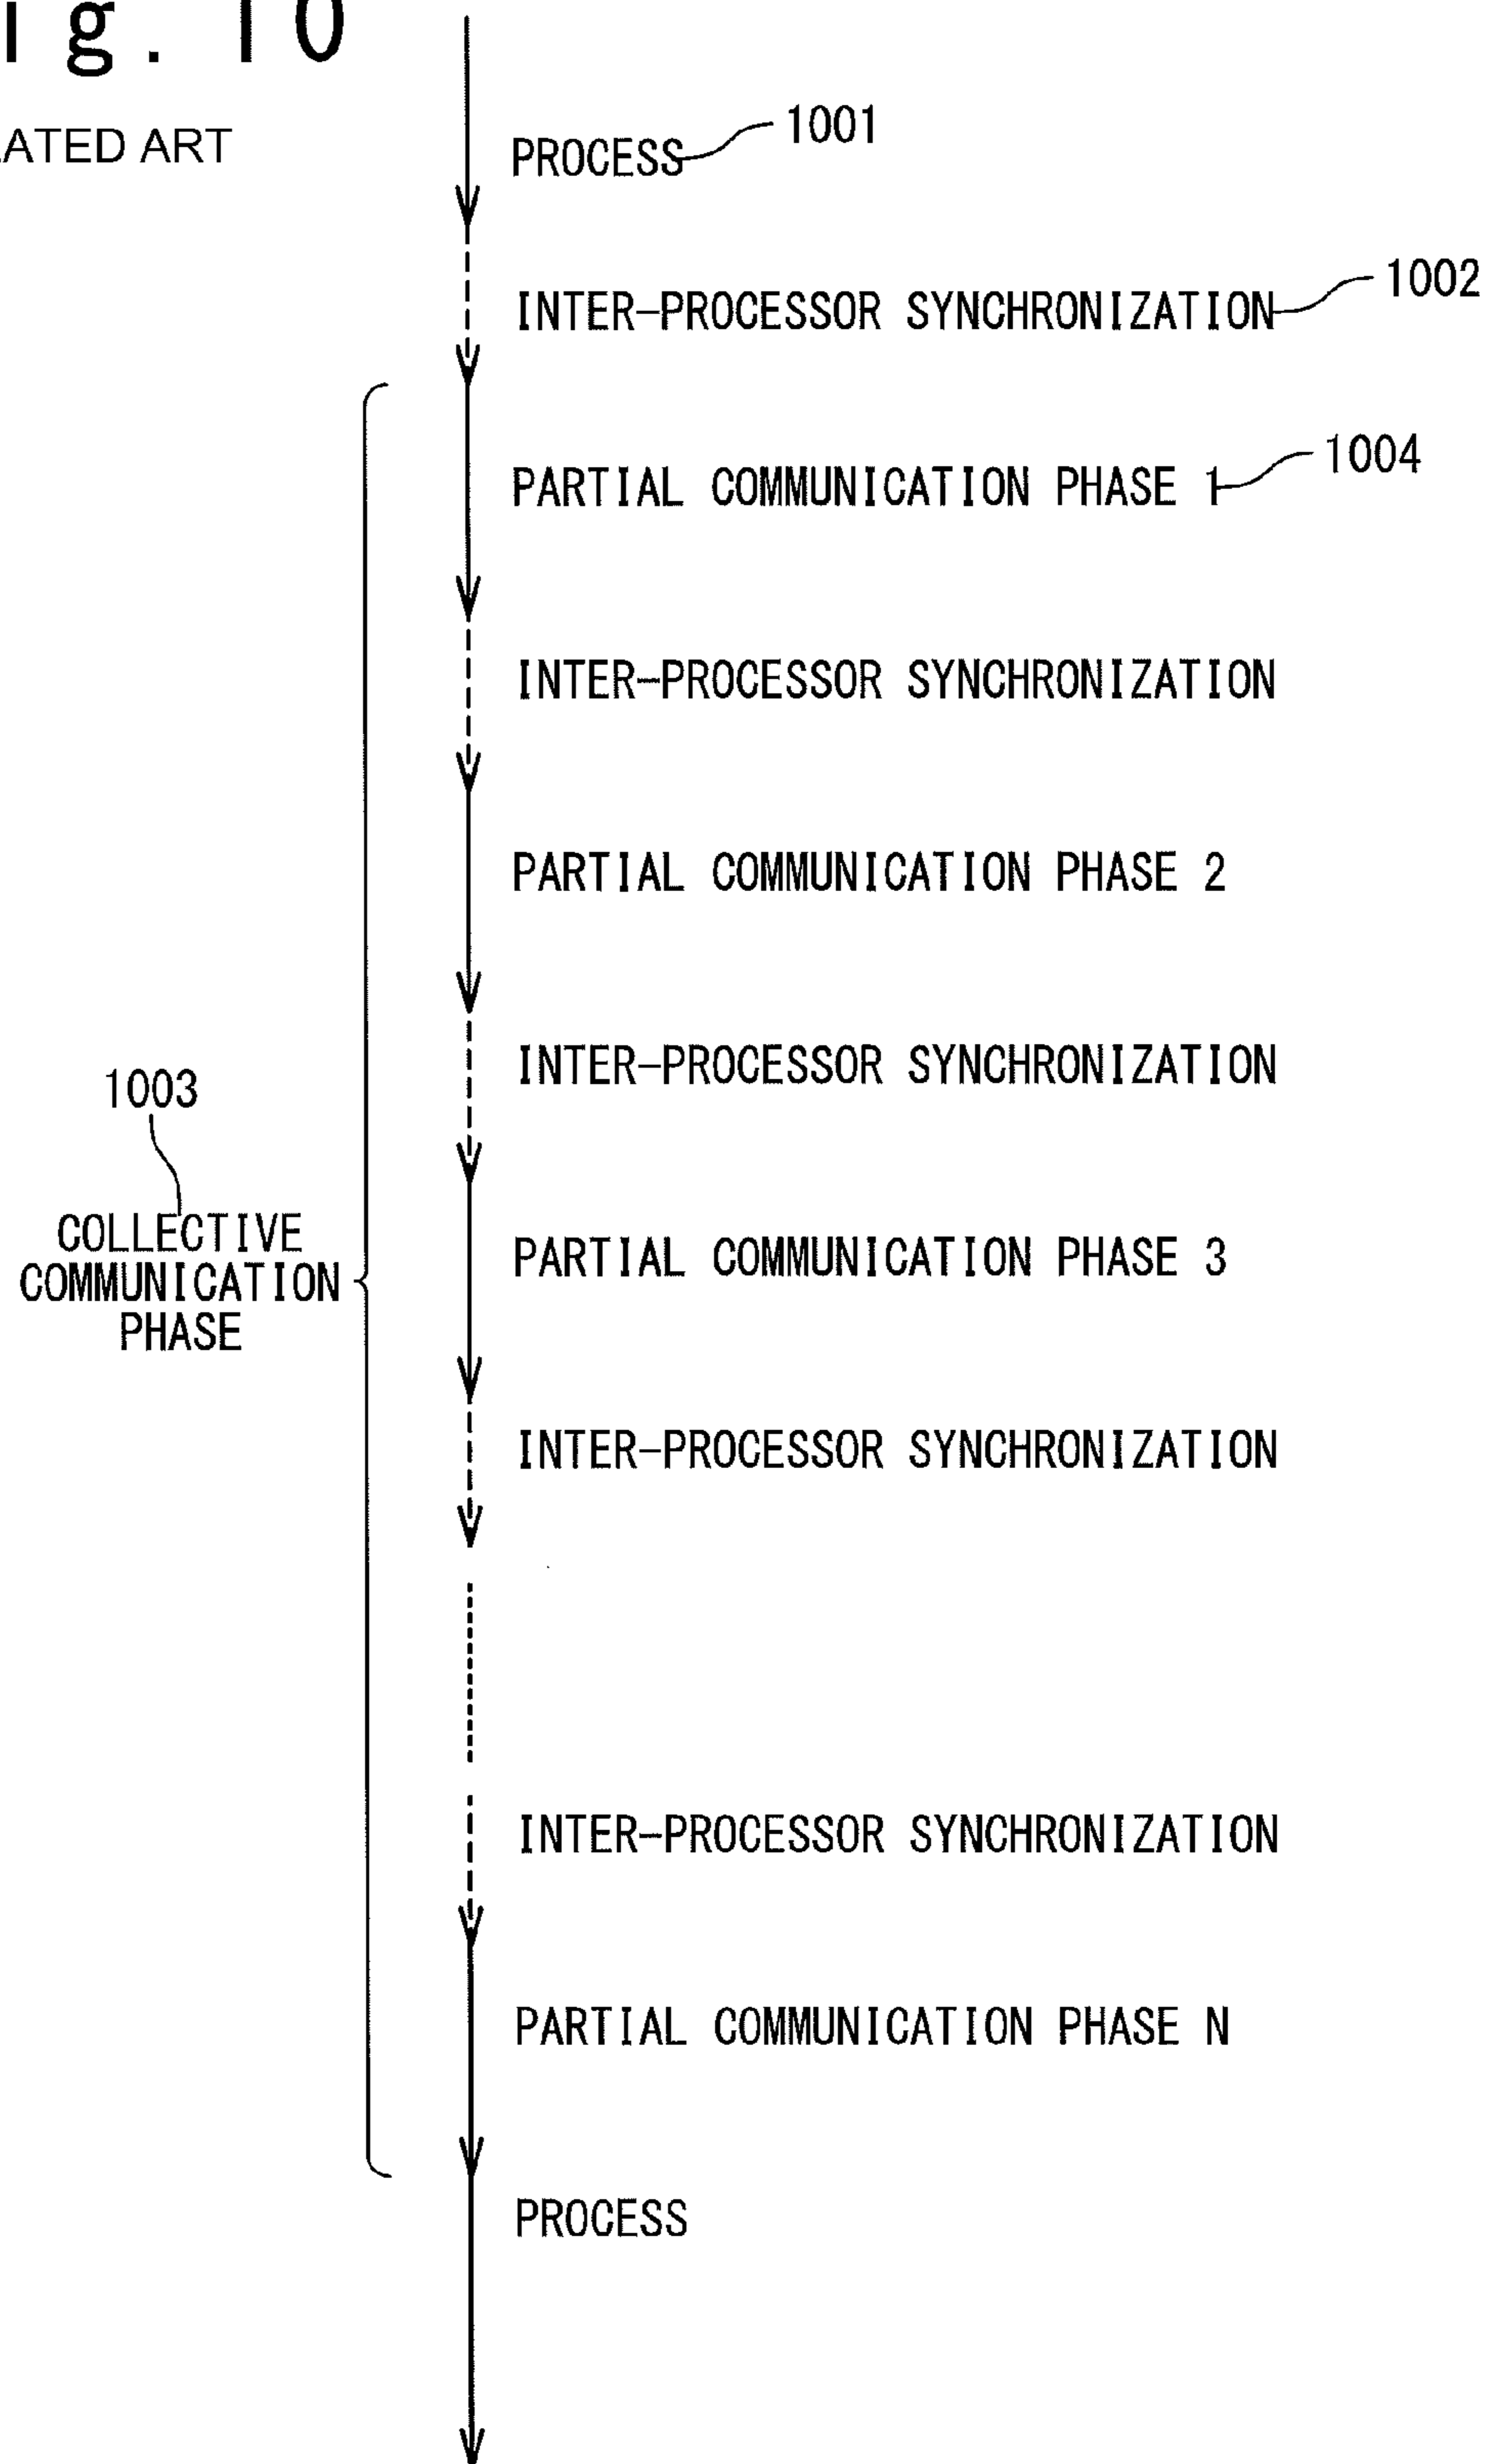 ig. 10
ATED ART
PROCESS 1001
INTER-PROCESSOR SYNCHRONIZATION 1002
PARTIAL COMMUNICATION PHASE 1 1004
INTER-PROCESSOR SYNCHRONIZATION
PARTIAL COMMUNICATION PHASE 2
INTER-PROCESSOR SYNCHRONIZATION
1003
COLLECTIVE
COMMUNICATION
PHASE
PARTIAL COMMUNICATION PHASE 3
INTER-PROCESSOR SYNCHRONIZATION
INTER-PROCESSOR SYNCHRONIZATION
PARTIAL COMMUNICATION PHASE N
PROCESS